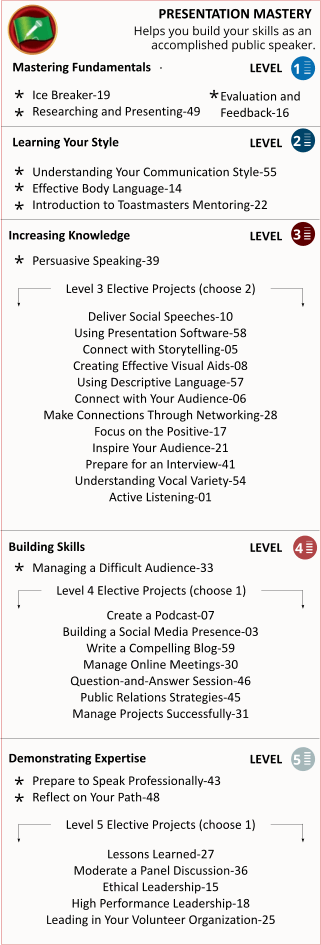 PRESENTATION MASTERY
Helps you build your skills as an
accomplished public speaker.
Mastering Fundamentals · LEVEL 1
* Ice Breaker-19
* Researching and Presenting-49
* Evaluation and
Feedback-16
Learning Your Style LEVEL 2
* Understanding Your Communication Style-55
* Effective Body Language-14
* Introduction to Toastmasters Mentoring-22
Increasing Knowledge LEVEL 3
* Persuasive Speaking-39
Level 3 Elective Projects (choose 2)
Deliver Social Speeches-10
Using Presentation Software-58
Connect with Storytelling-05
Creating Effective Visual Aids-08
Using Descriptive Language-57
Connect with Your Audience-06
Make Connections Through Networking-28
Focus on the Positive-17
Inspire Your Audience-21
Prepare for an Interview-41
Understanding Vocal Variety-54
Active Listening-01
Building Skills LEVEL 4
* Managing a Difficult Audience-33
Level 4 Elective Projects (choose 1)
Create a Podcast-07
Building a Social Media Presence-03
Write a Compelling Blog-59
Manage Online Meetings-30
Question-and-Answer Session-46
Public Relations Strategies-45
Manage Projects Successfully-31
Demonstrating Expertise LEVEL 5
* Prepare to Speak Professionally-43
* Reflect on Your Path-48
Level 5 Elective Projects (choose 1)
Lessons Learned-27
Moderate a Panel Discussion-36
Ethical Leadership-15
High Performance Leadership-18
Leading in Your Volunteer Organization-25